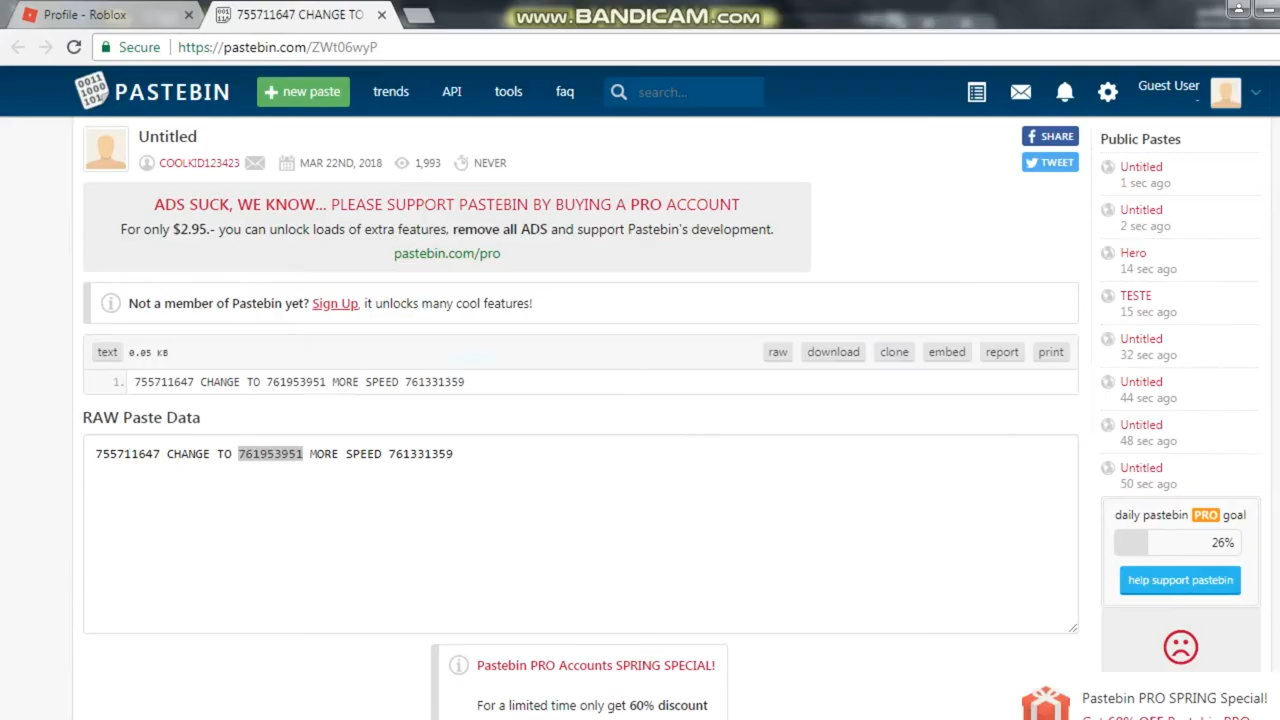 Profile - Roblox
755711647 CHANGE TO
www.BANDICAM.com
Secure
https://pastebin.com/ZWt06wyP
0011
1000
101
PASTEBIN
new paste
trends
API
tools
faq
search...
Guest User
-
Untitled
COOLKID123423
MAR 22ND, 2018
1,993
NEVER
SHARE
TWEET
ADS SUCK, WE KNOW... PLEASE SUPPORT PASTEBIN BY BUYING A PRO ACCOUNT
For only $2.95.- you can unlock loads of extra features, remove all ADS and support Pastebin's development.
pastebin.com/pro
Not a member of Pastebin yet? Sign Up, it unlocks many cool features!
text 0.05 KB
raw
download
clone
embed
report
print
1. 755711647 CHANGE TO 761953951 MORE SPEED 761331359
RAW Paste Data
755711647 CHANGE TO 761953951 MORE SPEED 761331359
Pastebin PRO Accounts SPRING SPECIAL!
For a limited time only get 60% discount
Public Pastes
Untitled
1 sec ago
Untitled
2 sec ago
Hero
14 sec ago
TESTE
15 sec ago
Untitled
32 sec ago
Untitled
44 sec ago
Untitled
48 sec ago
Untitled
50 sec ago
daily pastebin PRO goal
26%
help support pastebin
Pastebin PRO SPRING Special!
Get 60% OFF Pastebin PRO